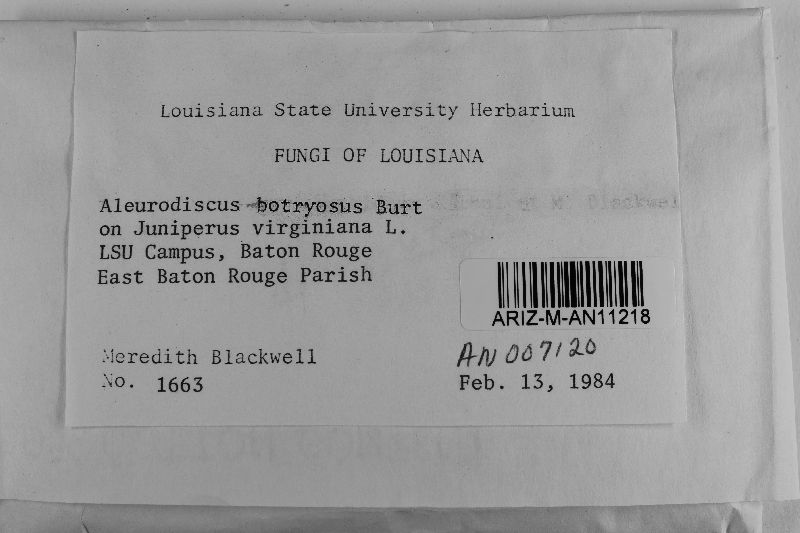 Louisiana State University Herbarium
FUNGI OF LOUISIANA
Aleurodiscus botryosus Burt
on Juniperus virginiana L.
LSU Campus, Baton Rouge
East Baton Rouge Parish
ARIZ-M-AN11218
AN 007120
Meredith Blackwell
No. 1663
Feb. 13, 1984